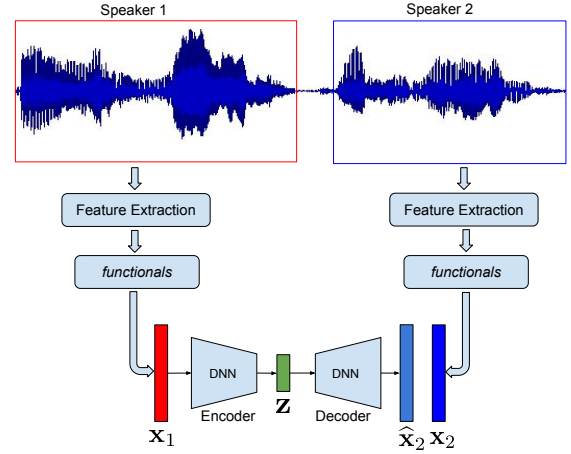 Speaker 1 Speaker 2
Feature Extraction Feature Extraction
functionals functionals
DNN DNN
Encoder z Decoder
x₁ x̂₂ x₂